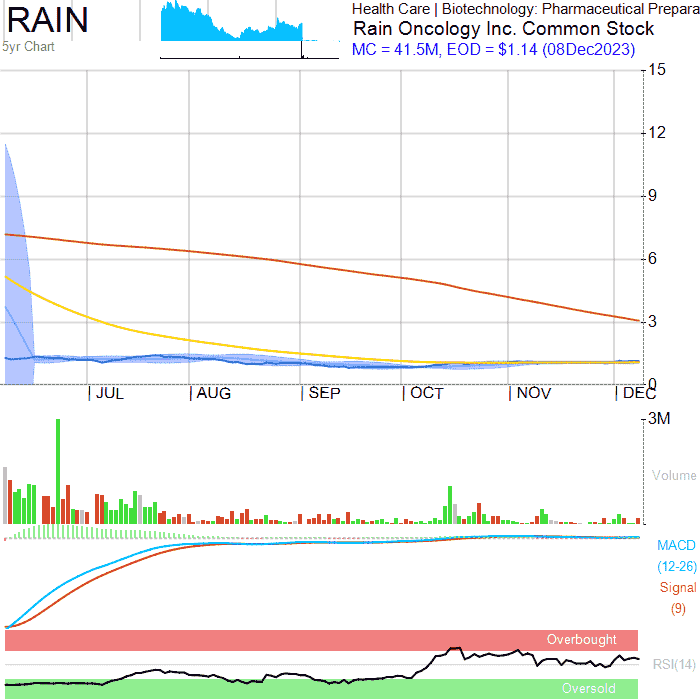 RAIN
5yr Chart
Health Care | Biotechnology: Pharmaceutical Prepara
Rain Oncology Inc. Common Stock
MC = 41.5M, EOD = $1.14 (08Dec2023)
15
12
9
6
3
0
JUL
AUG
SEP
OCT
NOV
DEC
3M
Volume
MACD
(12-26)
Signal
(9)
Overbought
RSI(14)
Oversold